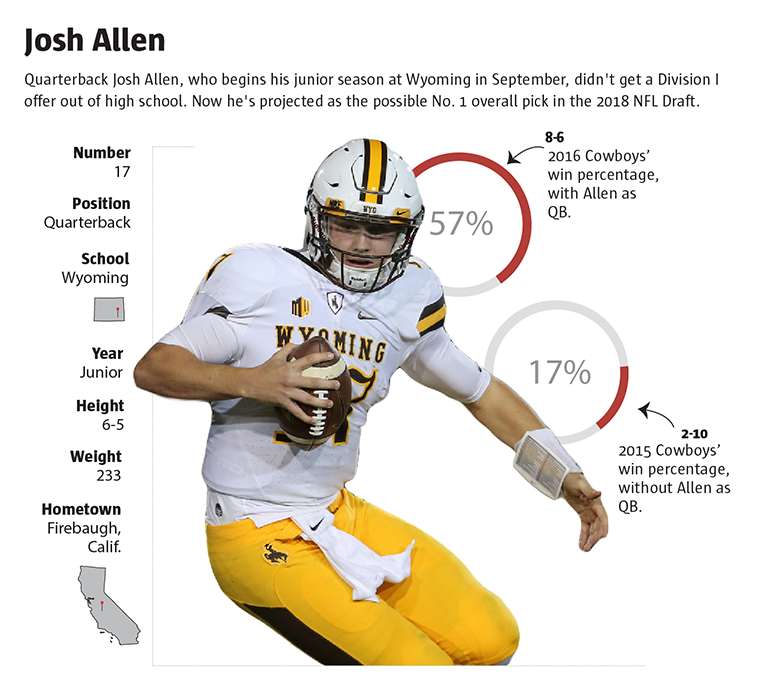 Josh Allen
Quarterback Josh Allen, who begins his junior season at Wyoming in September, didn't get a Division I
offer out of high school. Now he's projected as the possible No. 1 overall pick in the 2018 NFL Draft.
Number
17
Position
Quarterback
School
Wyoming
Year
Junior
Height
6-5
Weight
233
Hometown
Firebaugh,
Calif.
57%
8-6
2016 Cowboys'
win percentage,
with Allen as
QB.
17%
2-10
2015 Cowboys'
win percentage,
without Allen as
QB.
WYO
WYOMING